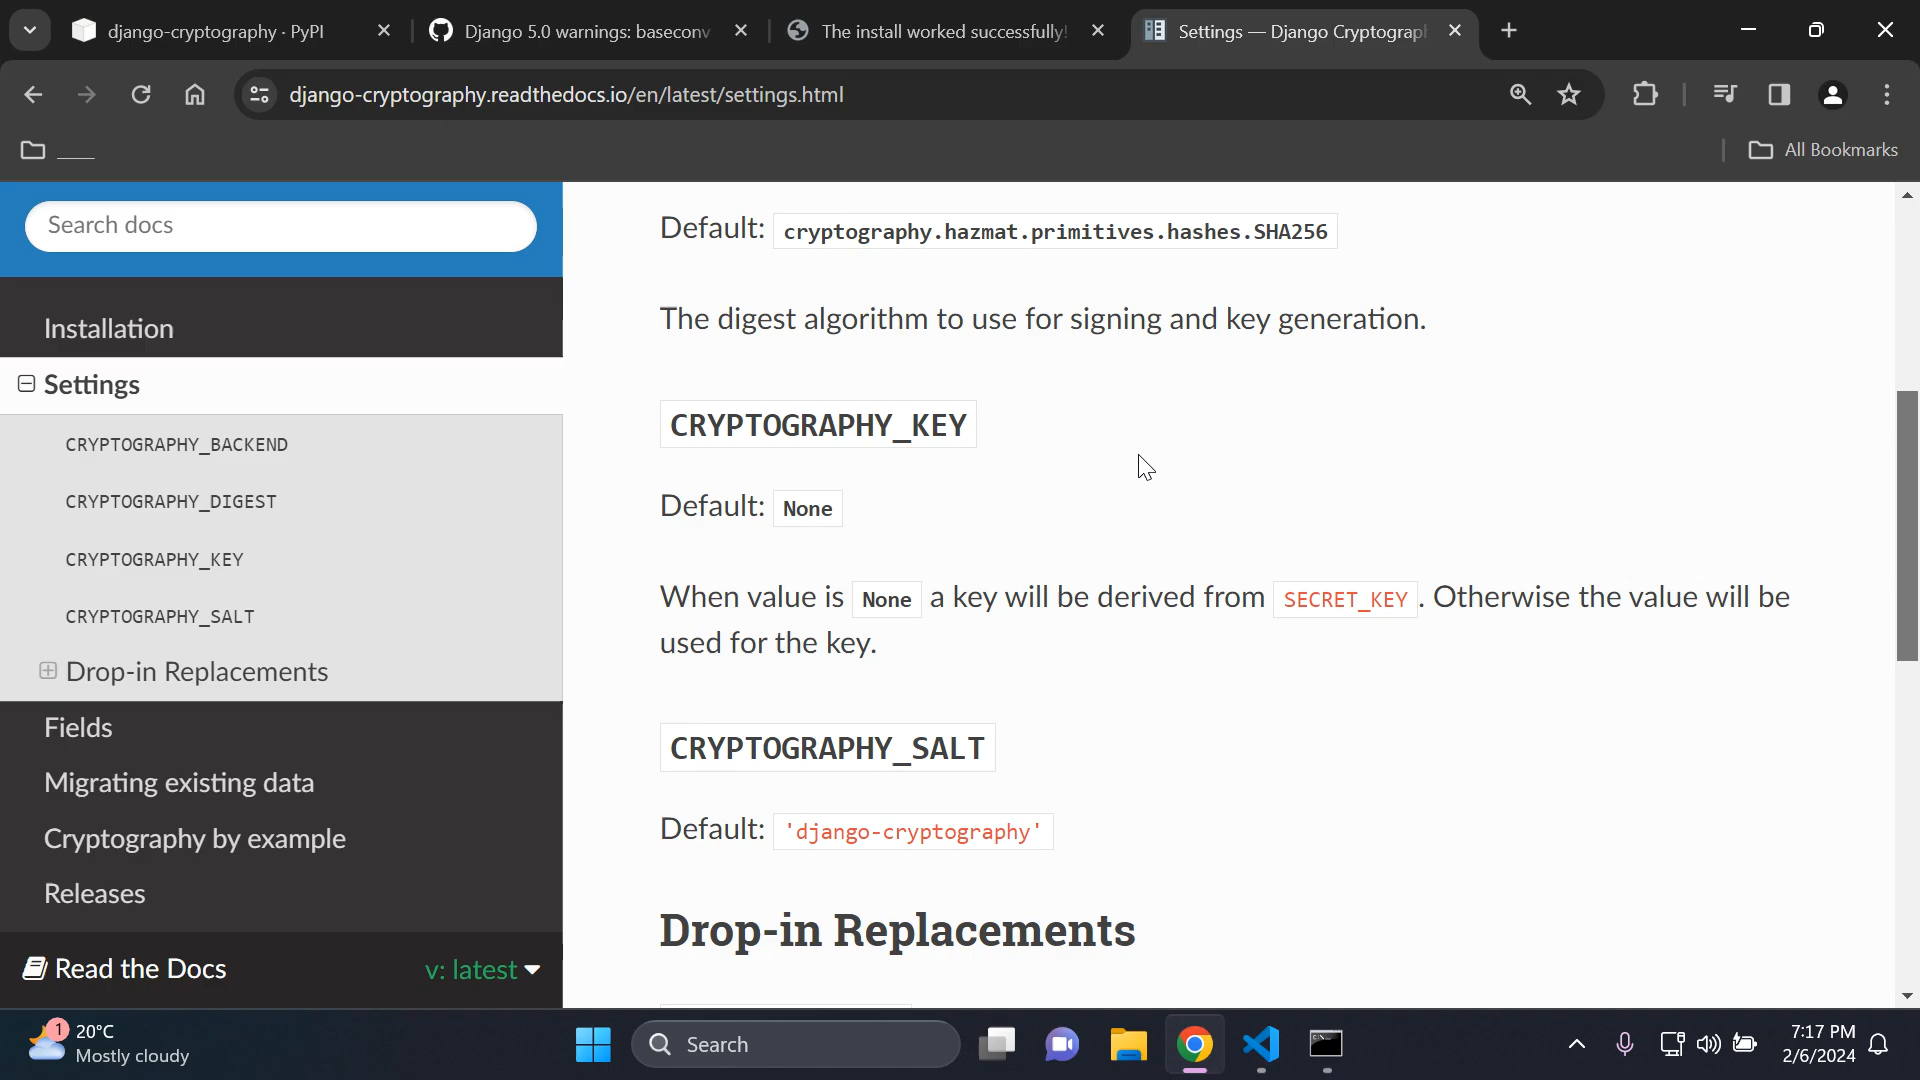 django-cryptography · PyPI
Django 5.0 warnings: baseconv
The install worked successfully!
Settings — Django Cryptograp
django-cryptography.readthedocs.io/en/latest/settings.html
____
All Bookmarks
Search docs
Installation
Settings
CRYPTOGRAPHY_BACKEND
CRYPTOGRAPHY_DIGEST
CRYPTOGRAPHY_KEY
CRYPTOGRAPHY_SALT
Drop-in Replacements
Fields
Migrating existing data
Cryptography by example
Releases
Read the Docs
v: latest
Default: cryptography.hazmat.primitives.hashes.SHA256
The digest algorithm to use for signing and key generation.
CRYPTOGRAPHY_KEY
Default: None
When value is None a key will be derived from SECRET_KEY. Otherwise the value will be
used for the key.
CRYPTOGRAPHY_SALT
Default: 'django-cryptography'
Drop-in Replacements
1
20°C
Mostly cloudy
Search
7:17 PM
2/6/2024